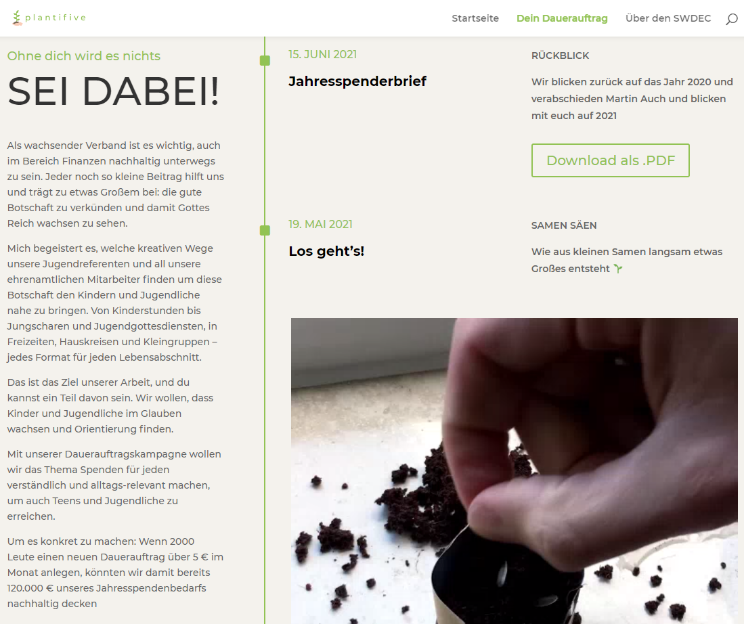 plantifive
Startseite
Dein Dauerauftrag
Über den SWDEC
Ohne dich wird es nichts
SEI DABEI!
Als wachsender Verband ist es wichtig, auch
im Bereich Finanzen nachhaltig unterwegs
zu sein. Jeder noch so kleine Beitrag hilft uns
und trägt zu etwas Großem bei: die gute
Botschaft zu verkünden und damit Gottes
Reich wachsen zu sehen.
Mich begeistert es, welche kreativen Wege
unsere Jugendreferenten und all unsere
ehrenamtlichen Mitarbeiter finden um diese
Botschaft den Kindern und Jugendliche
nahe zu bringen. Von Kinderstunden bis
Jungscharen und Jugendgottesdiensten, in
Freizeiten, Hauskreisen und Kleingruppen –
jedes Format für jeden Lebensabschnitt.
Das ist das Ziel unserer Arbeit, und du
kannst ein Teil davon sein. Wir wollen, dass
Kinder und Jugendliche im Glauben
wachsen und Orientierung finden.
Mit unserer Dauerauftragskampagne wollen
wir das Thema Spenden für jeden
verständlich und alltags-relevant machen,
um auch Teens und Jugendliche zu
erreichen.
Um es konkret zu machen: Wenn 2000
Leute einen neuen Dauerauftrag über 5 € im
Monat anlegen, könnten wir damit bereits
120.000 € unseres Jahresspendenbedarfs
nachhaltig decken
15. JUNI 2021
Jahresspenderbrief
RÜCKBLICK
Wir blicken zurück auf das Jahr 2020 und
verabschieden Martin Auch und blicken
mit euch auf 2021
Download als .PDF
19. MAI 2021
Los geht's!
SAMEN SÄEN
Wie aus kleinen Samen langsam etwas
Großes entsteht 🌱